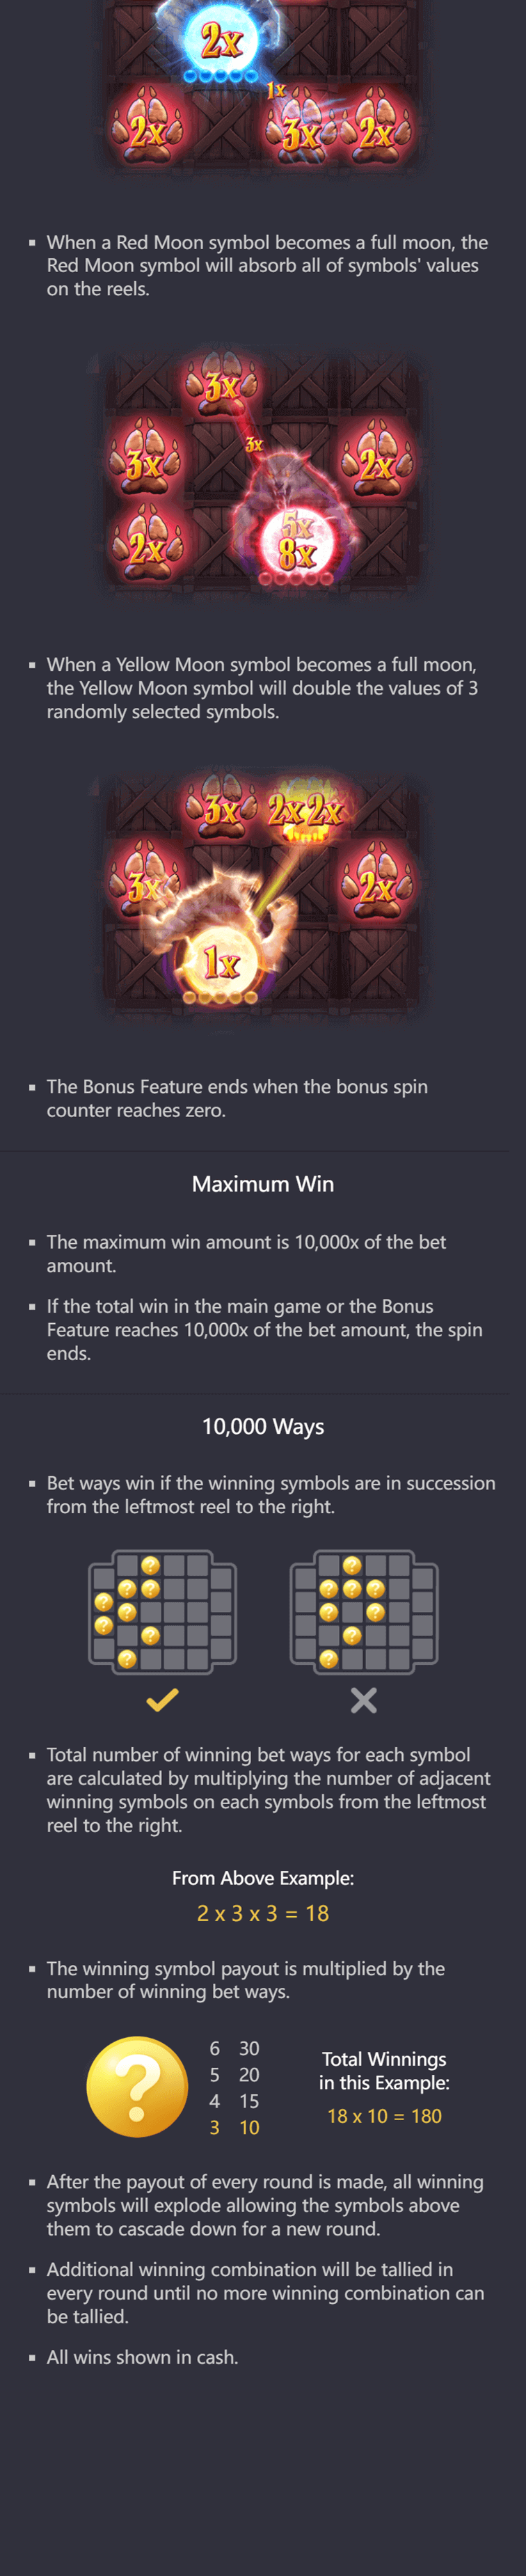 2x
1x
2x 3x 2x
▪ When a Red Moon symbol becomes a full moon, the
Red Moon symbol will absorb all of symbols' values
on the reels.
3x
3x
3x 2x
5x
2x 8x
▪ When a Yellow Moon symbol becomes a full moon,
the Yellow Moon symbol will double the values of 3
randomly selected symbols.
3x 2x 2x
3x 2x
1x
▪ The Bonus Feature ends when the bonus spin
counter reaches zero.
Maximum Win
▪ The maximum win amount is 10,000x of the bet
amount.
▪ If the total win in the main game or the Bonus
Feature reaches 10,000x of the bet amount, the spin
ends.
10,000 Ways
▪ Bet ways win if the winning symbols are in succession
from the leftmost reel to the right.
? ?
? ? ? ? ? ?
? ? ? ?
?
? ?
? ?
▪ Total number of winning bet ways for each symbol
are calculated by multiplying the number of adjacent
winning symbols on each symbols from the leftmost
reel to the right.
From Above Example:
2 x 3 x 3 = 18
▪ The winning symbol payout is multiplied by the
number of winning bet ways.
?
6 30
5 20
4 15
3 10
Total Winnings
in this Example:
18 x 10 = 180
▪ After the payout of every round is made, all winning
symbols will explode allowing the symbols above
them to cascade down for a new round.
▪ Additional winning combination will be tallied in
every round until no more winning combination can
be tallied.
▪ All wins shown in cash.